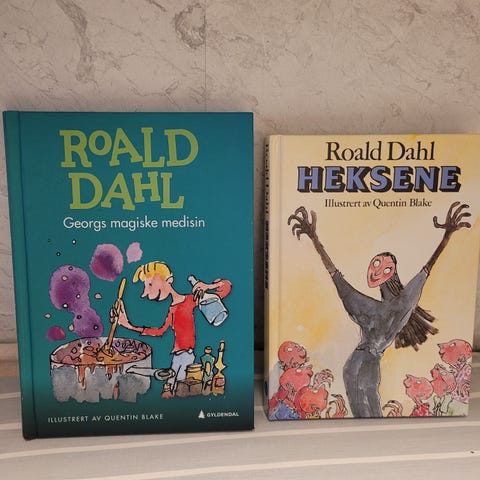 ROALD
DAHL
Georgs magiske medisin
ILLUSTRERT AV QUENTIN BLAKE
GYLDENDAL
Roald Dahl
HEKSENE
Illustrert av Quentin Blake